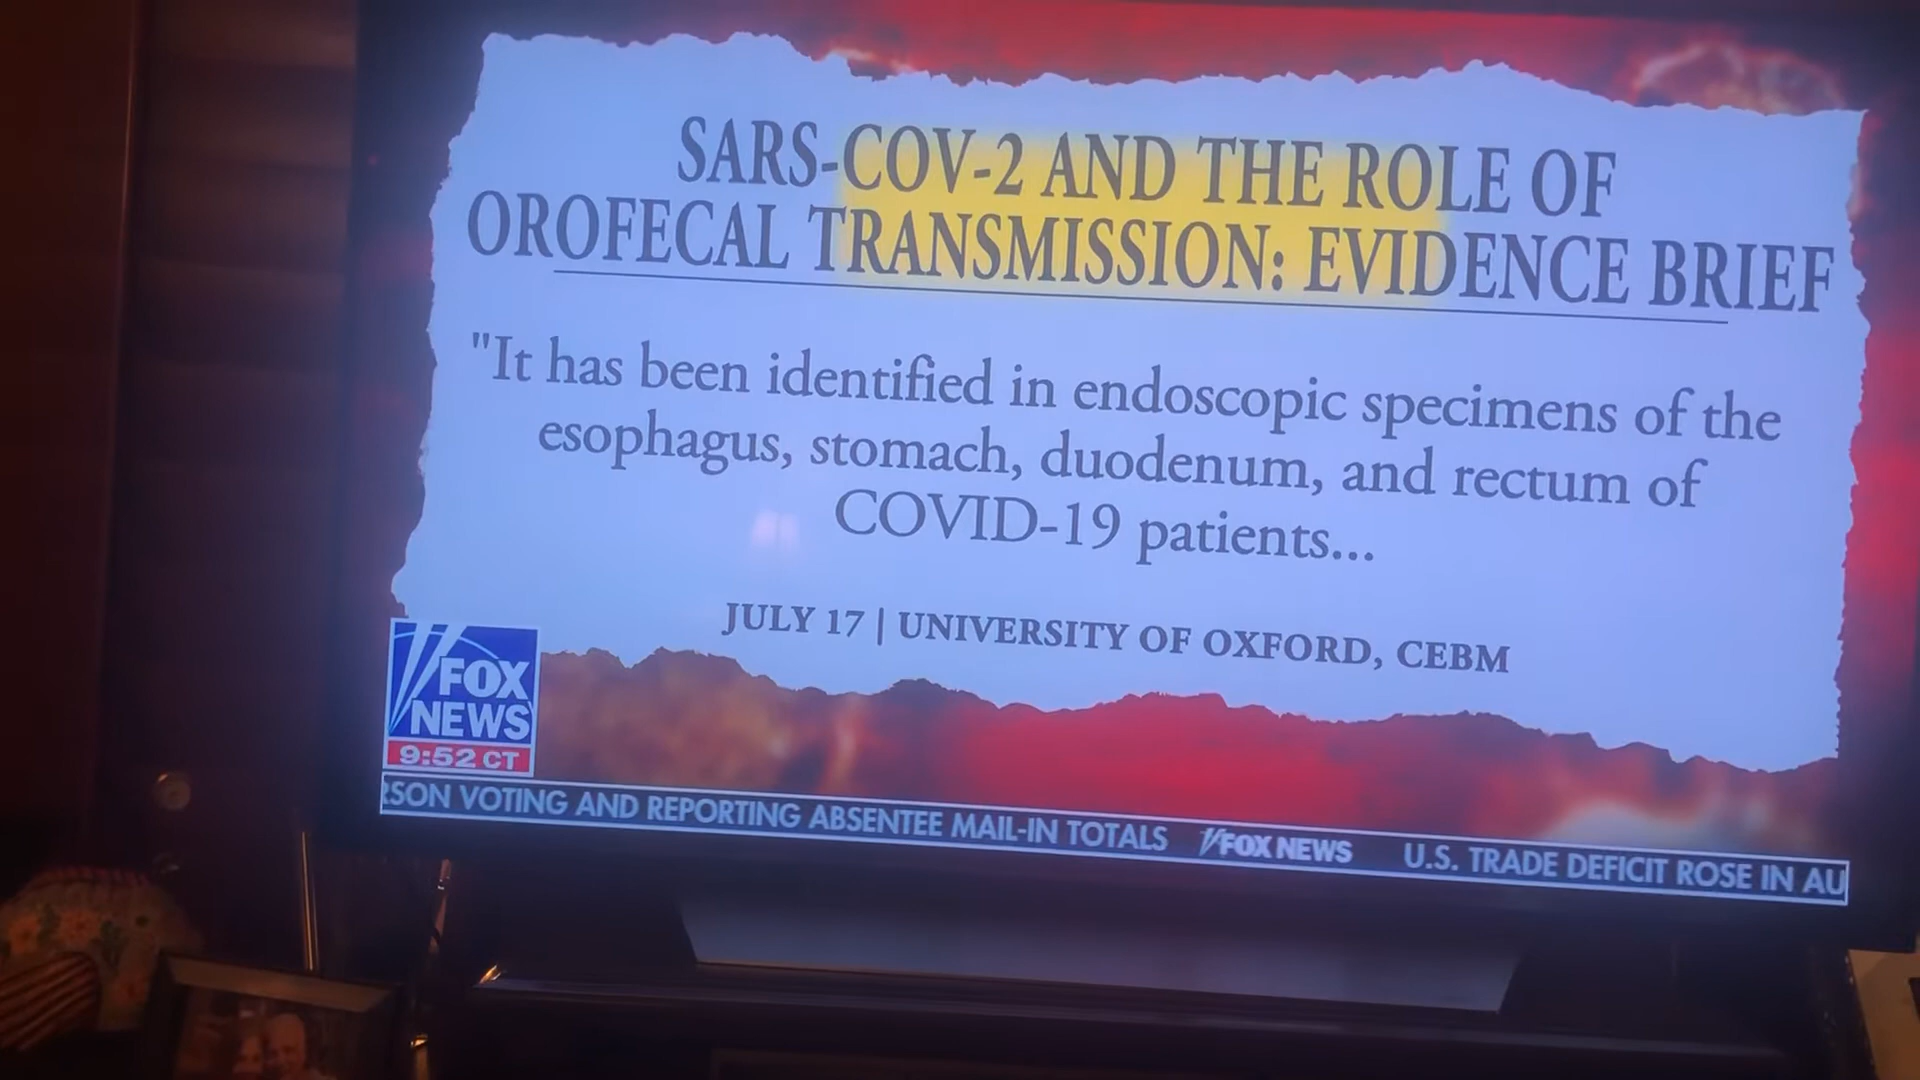 SARS-COV-2 AND THE ROLE OF
OROFECAL TRANSMISSION: EVIDENCE BRIEF
"It has been identified in endoscopic specimens of the
esophagus, stomach, duodenum, and rectum of
COVID-19 patients...
JULY 17 | UNIVERSITY OF OXFORD, CEBM
FOX
NEWS
9:52 CT
RSON VOTING AND REPORTING ABSENTEE MAIL-IN TOTALS FOX NEWS U.S. TRADE DEFICIT ROSE IN AU